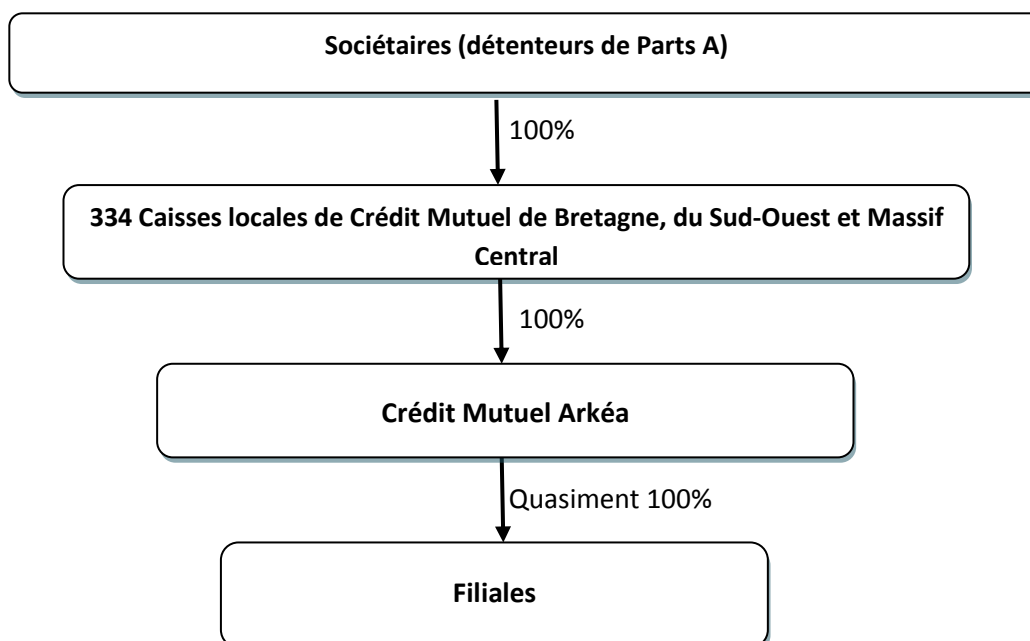 Sociétaires (détenteurs de Parts A)
100%
334 Caisses locales de Crédit Mutuel de Bretagne, du Sud-Ouest et Massif
Central
100%
Crédit Mutuel Arkéa
Quasiment 100%
Filiales